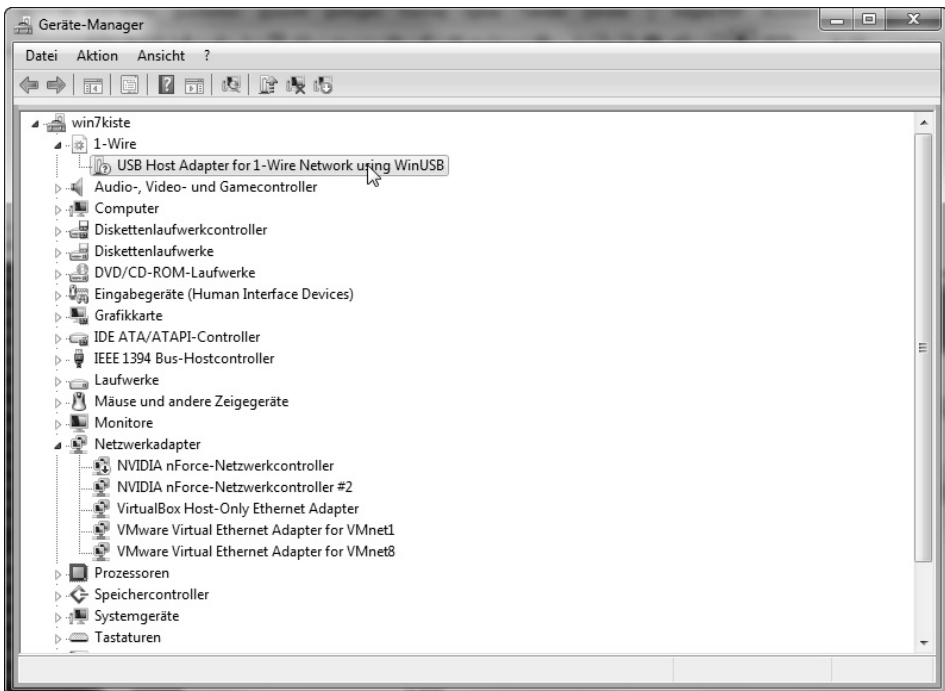 Geräte-Manager
Datei Aktion Ansicht ?
win7kiste
1-Wire
USB Host Adapter for 1-Wire Network using WinUSB
Audio-, Video- und Gamecontroller
Computer
Diskettenlaufwerkcontroller
Diskettenlaufwerke
DVD/CD-ROM-Laufwerke
Eingabegeräte (Human Interface Devices)
Grafikkarte
IDE ATA/ATAPI-Controller
IEEE 1394 Bus-Hostcontroller
Laufwerke
Mäuse und andere Zeigegeräte
Monitore
Netzwerkadapter
NVIDIA nForce-Netzwerkcontroller
NVIDIA nForce-Netzwerkcontroller #2
VirtualBox Host-Only Ethernet Adapter
VMware Virtual Ethernet Adapter for VMnet1
VMware Virtual Ethernet Adapter for VMnet8
Prozessoren
Speichercontroller
Systemgeräte
Tastaturen